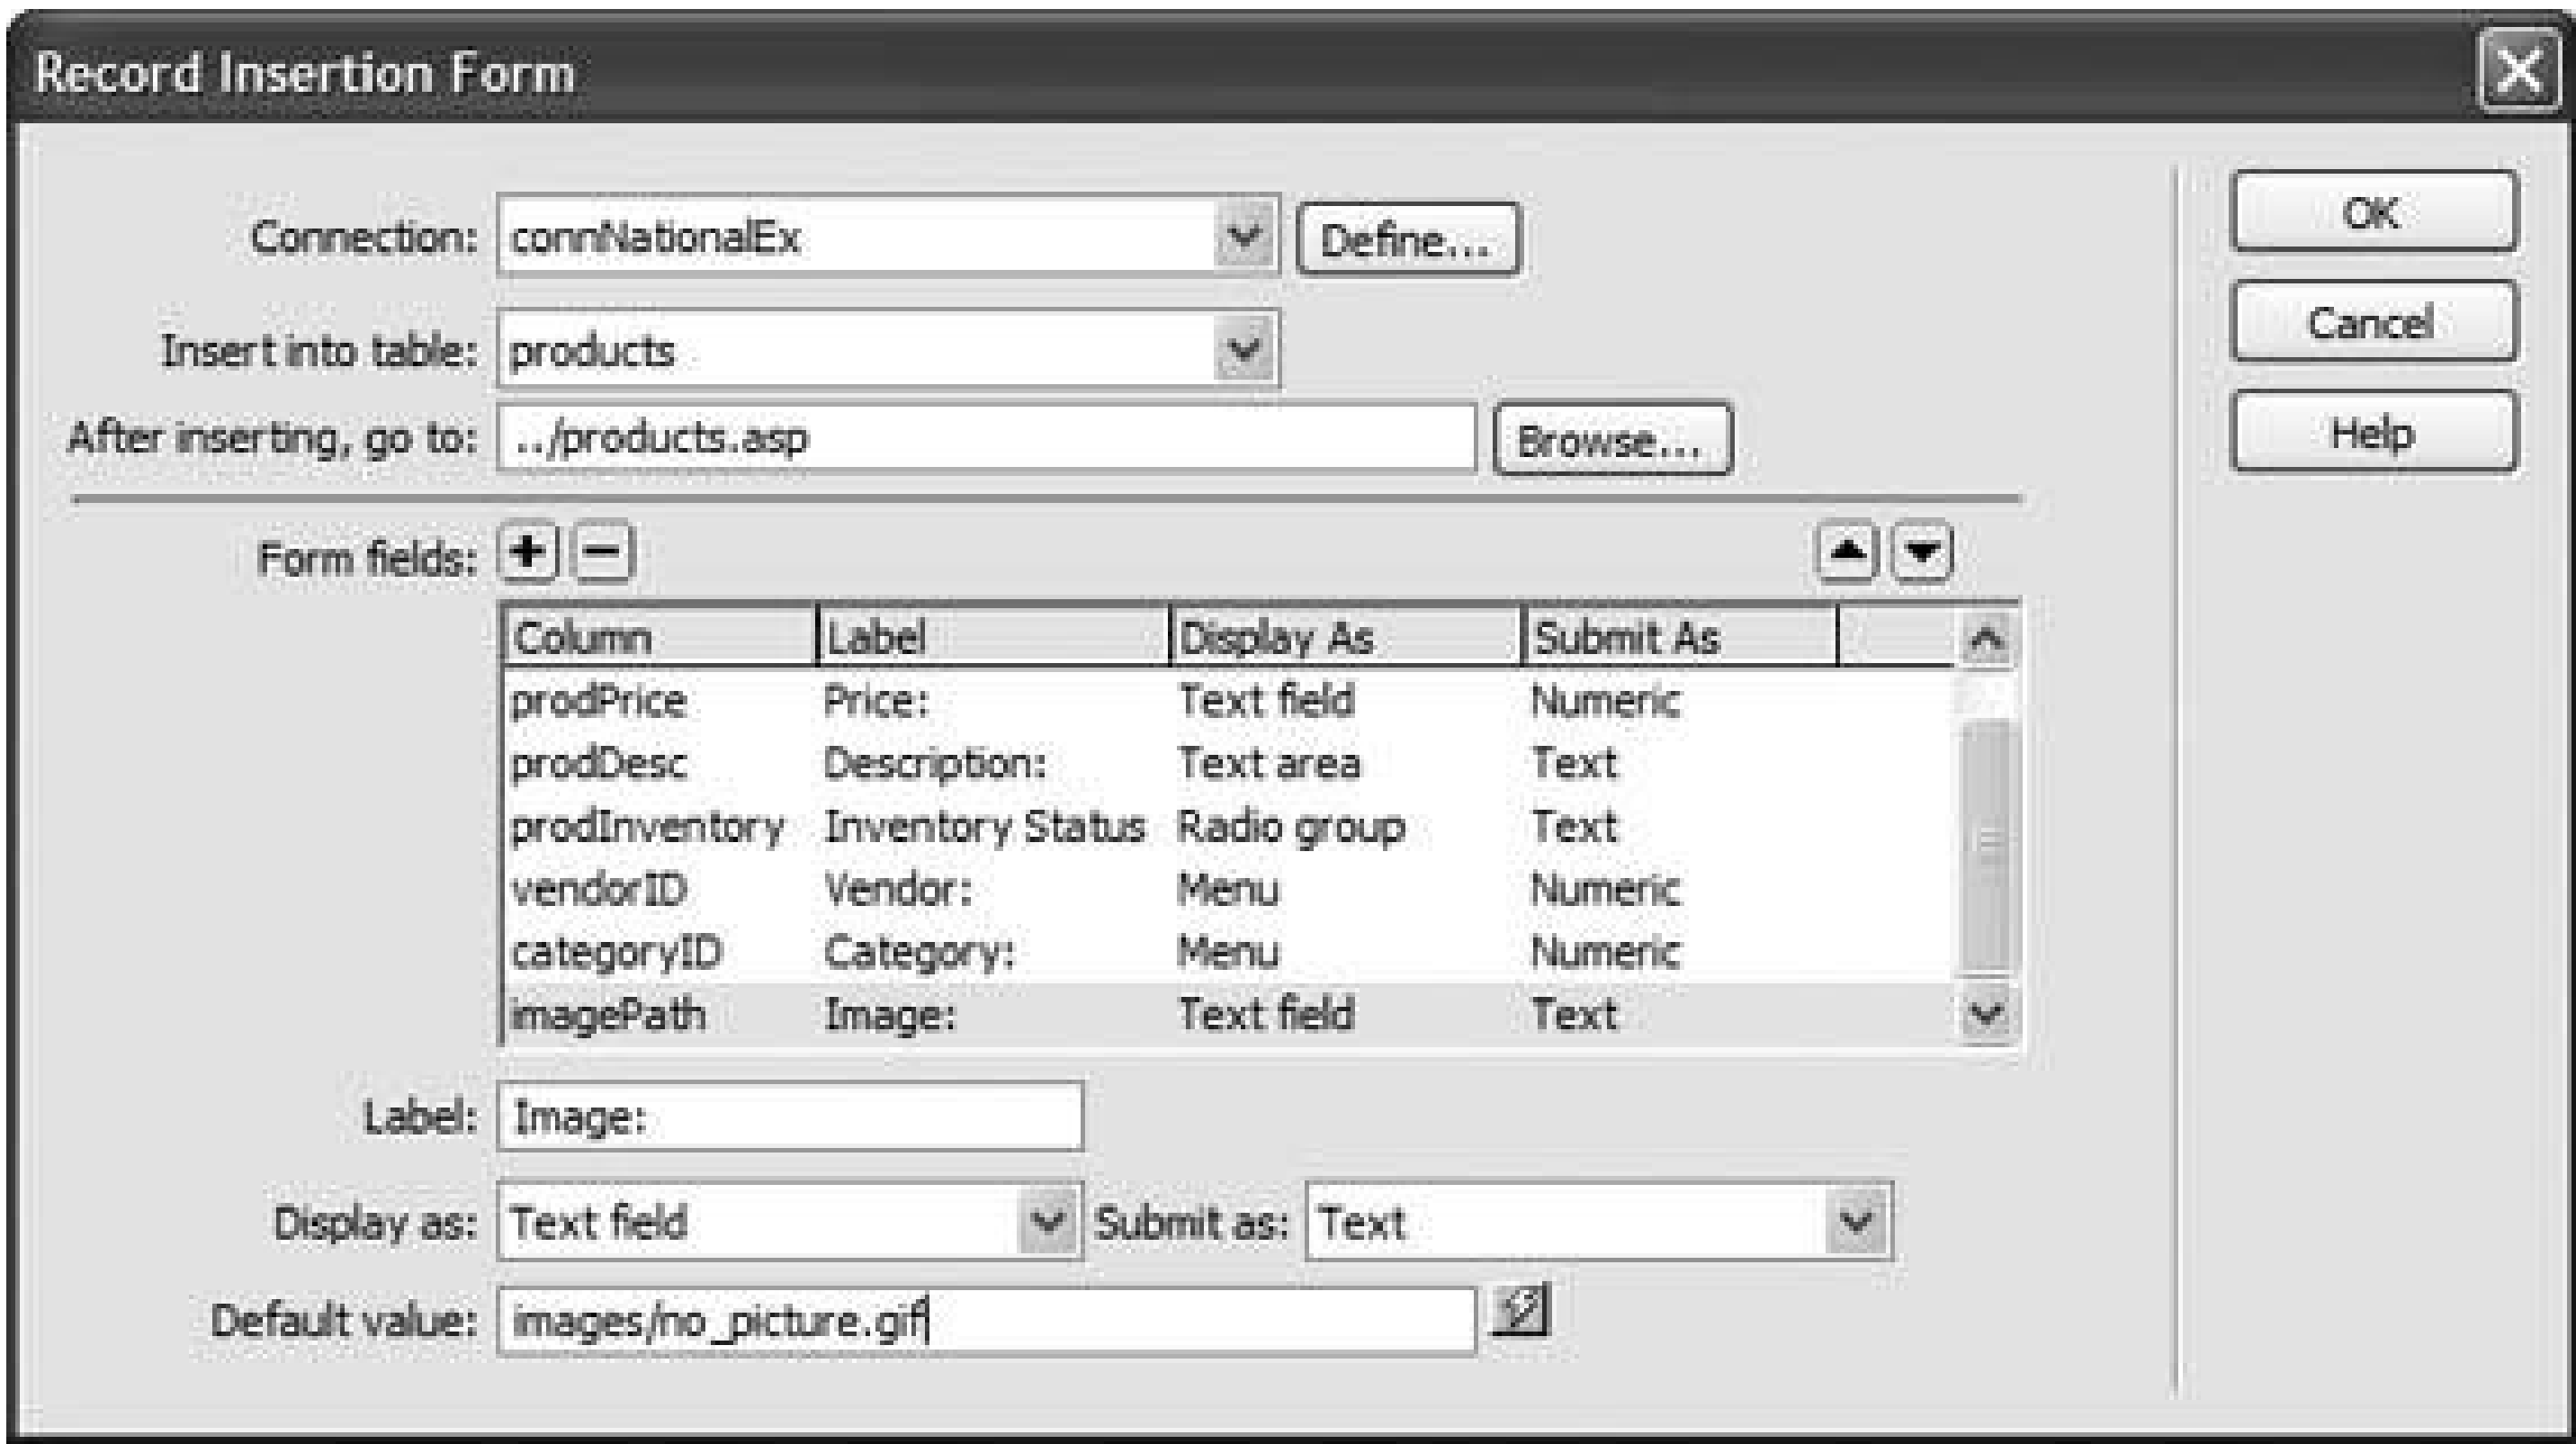 Record Insertion Form
Connection: connNationalEx Define...
Insert into table: products
After inserting, go to: ../products.asp Browse...
OK
Cancel
Help
Form fields:
Column Label Display As Submit As
prodPrice Price: Text field Numeric
prodDesc Description: Text area Text
prodInventory Inventory Status Radio group Text
vendorID Vendor: Menu Numeric
categoryID Category: Menu Numeric
imagePath Image: Text field Text
Label: Image:
Display as: Text field Submit as: Text
Default value: images/no_picture.gif